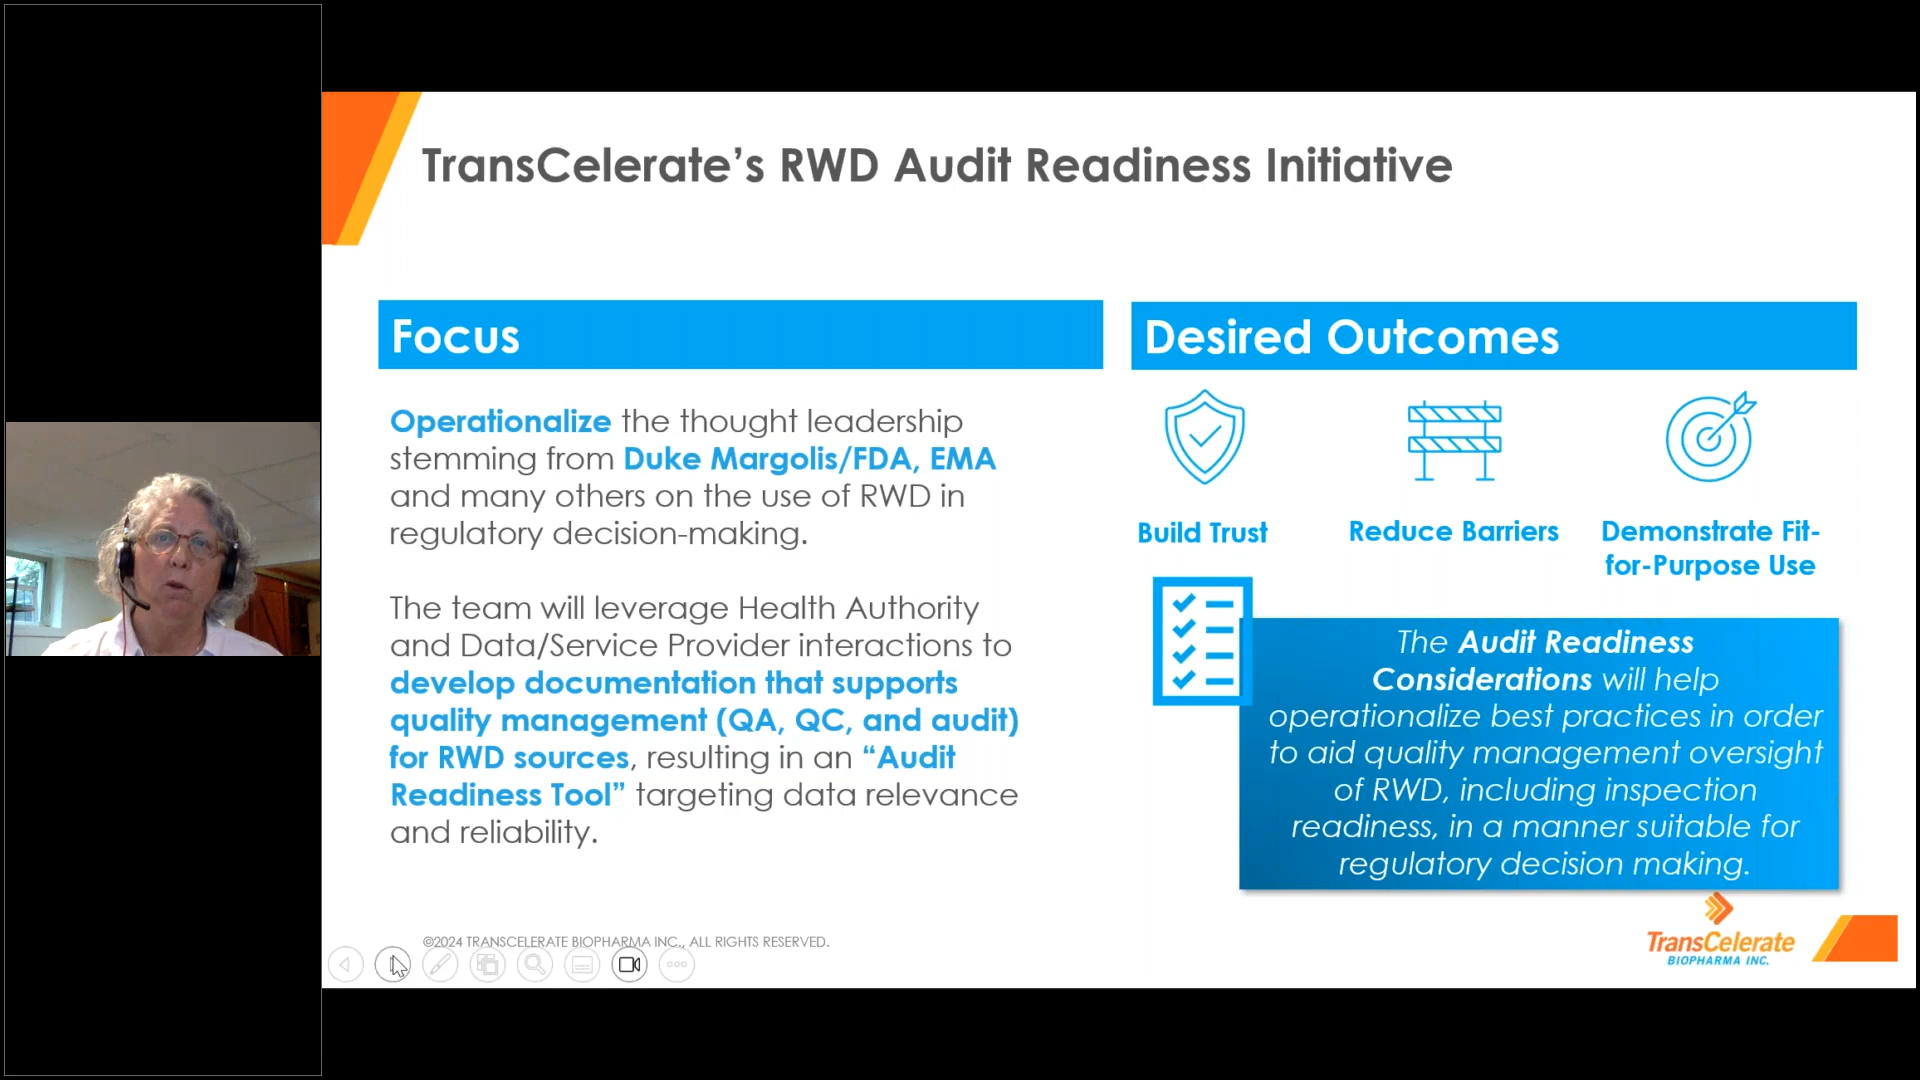 TransCelerate’s RWD Audit Readiness Initiative
Focus
Operationalize the thought leadership
stemming from Duke Margolis/FDA, EMA
and many others on the use of RWD in
regulatory decision-making.
The team will leverage Health Authority
and Data/Service Provider interactions to
develop documentation that supports
quality management (QA, QC, and audit)
for RWD sources, resulting in an “Audit
Readiness Tool” targeting data relevance
and reliability.
Desired Outcomes
Build Trust
Reduce Barriers
Demonstrate Fit-
for-Purpose Use
The Audit Readiness
Considerations will help
operationalize best practices in order
to aid quality management oversight
of RWD, including inspection
readiness, in a manner suitable for
regulatory decision making.
©2024 TRANSCELERATE BIOPHARMA INC., ALL RIGHTS RESERVED.
TransCelerate
BIOPHARMA INC.